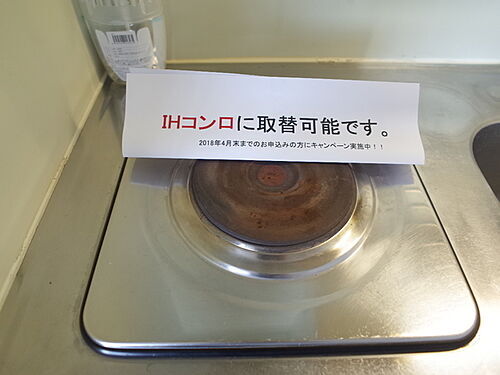 IHコンロに取替可能です。
2018年4月末までのお申込みの方にキャンペーン実施中！！